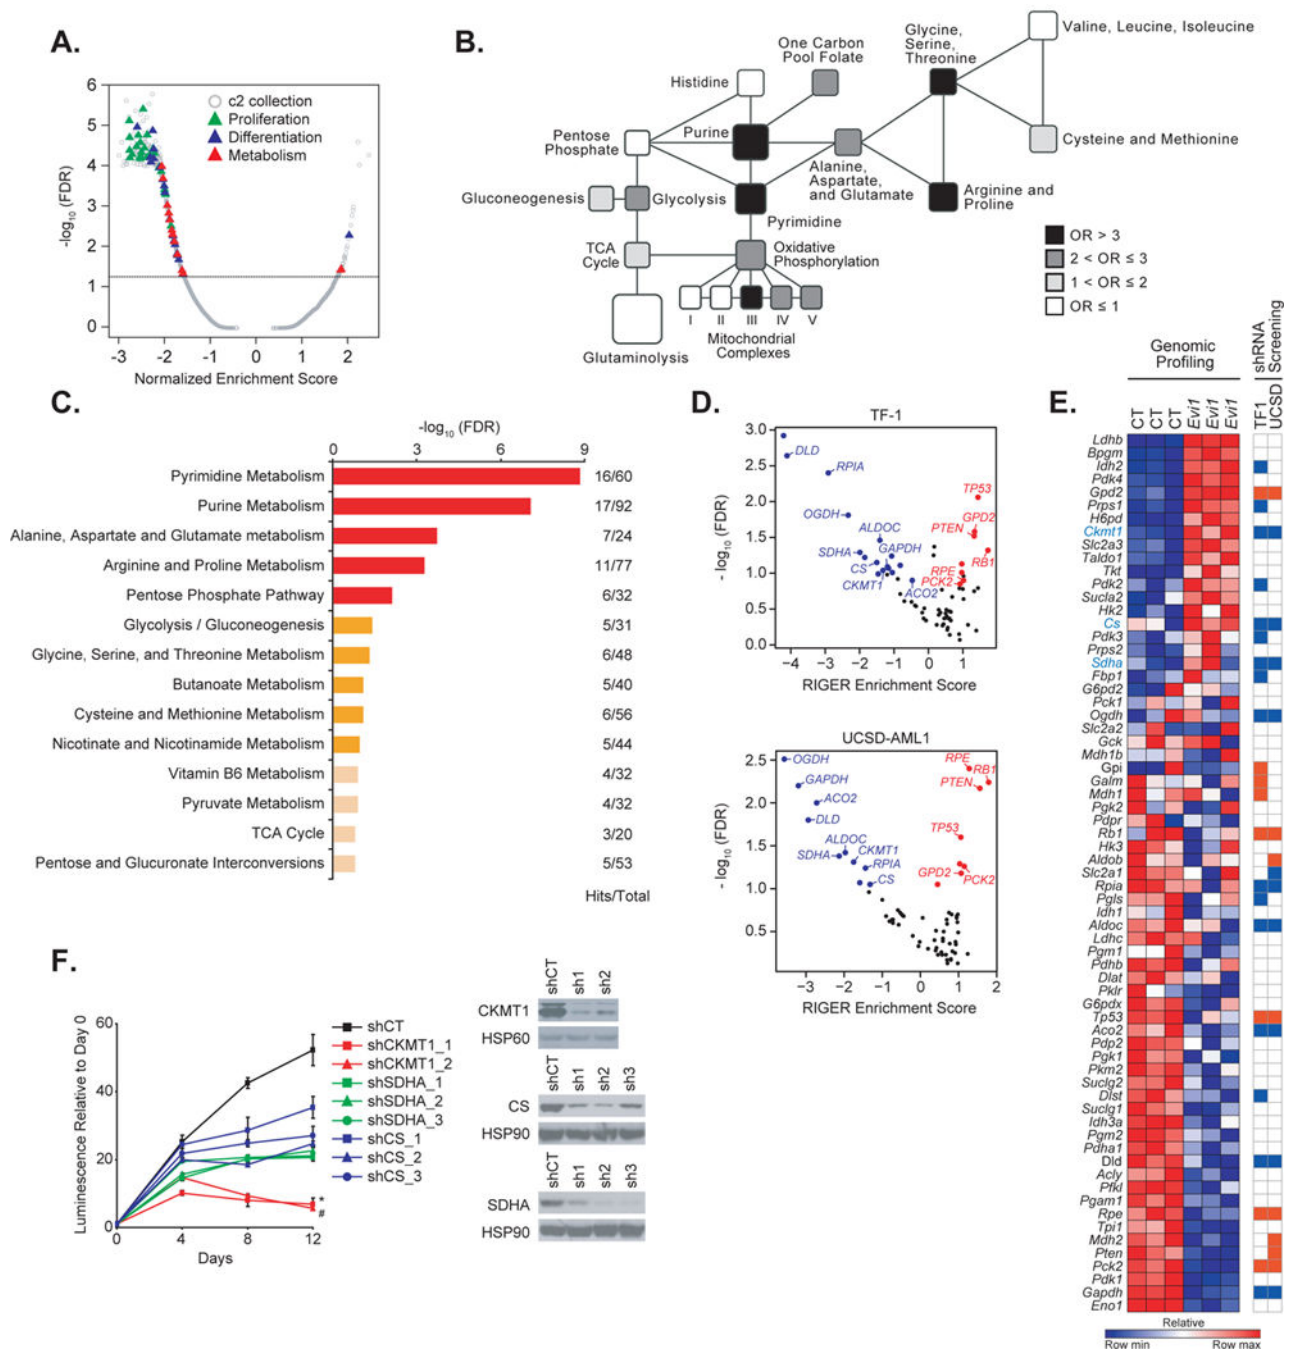 A.
6
5
4
3
2
1
0
-log10 (FDR)
c2 collection
Proliferation
Differentiation
Metabolism
-3 -2 -1 0 1 2
Normalized Enrichment Score
B.
Histidine
One Carbon
Pool Folate
Glycine,
Serine,
Threonine
Valine, Leucine, Isoleucine
Pentose
Phosphate
Purine
Cysteine and Methionine
Alanine,
Aspartate,
and Glutamate
Gluconeogenesis
Glycolysis
Arginine and
Proline
Pyrimidine
TCA
Cycle
Oxidative
Phosphorylation
I II III IV V
Mitochondrial
Complexes
Glutaminolysis
OR > 3
2 < OR ≤ 3
1 < OR ≤ 2
OR ≤ 1
C.
-log10 (FDR)
0 3 6 9
Pyrimidine Metabolism 16/60
Purine Metabolism 17/92
Alanine, Aspartate and Glutamate metabolism 7/24
Arginine and Proline Metabolism 11/77
Pentose Phosphate Pathway 6/32
Glycolysis / Gluconeogenesis 5/31
Glycine, Serine, and Threonine Metabolism 6/48
Butanoate Metabolism 5/40
Cysteine and Methionine Metabolism 6/56
Nicotinate and Nicotinamide Metabolism 5/44
Vitamin B6 Metabolism 4/32
Pyruvate Metabolism 4/32
TCA Cycle 3/20
Pentose and Glucuronate Interconversions 5/53
Hits/Total
D.
TF-1
3.0
2.5
2.0
1.5
1.0
0.5
0.0
- log10 (FDR)
DLD
RPIA
OGDH
ALDOC
SDHA
GAPDH
CS
CKMT1
ACO2
TP53
GPD2
PTEN
RB1
RPE
PCK2
−4 −3 −2 −1 0 1 2
RIGER Enrichment Score
UCSD-AML1
2.5
2.0
1.5
1.0
0.5
- log10 (FDR)
OGDH
GAPDH
ACO2
DLD
ALDOC
SDHA
CKMT1
RPIA
CS
RPE
RB1
PTEN
TP53
GPD2
PCK2
−3 −2 −1 0 1 2
RIGER Enrichment Score
E.
Genomic
Profiling
shRNA
Screening
CT CT CT Evi1 Evi1 Evi1
TF1
UCSD
Ldhb
Bpgm
Idh2
Pdk4
Gpd2
Prps1
H6pd
Ckmt1
Slc2a3
Taldo1
Tkt
Pdk2
Sucla2
Hk2
Cs
Pdk3
Prps2
Sdha
Fbp1
G6pd2
Pck1
Ogdh
Slc2a2
Gck
Mdh1b
Gpi
Galm
Mdh1
Pgk2
Pdpr
Rb1
Hk3
Aldob
Slc2a1
Rpia
Pgls
Idh1
Aldoc
Ldhc
Pgm1
Pdhb
Dlat
Pklr
G6pdx
Tp53
Aco2
Pdp2
Pgk1
Pkm2
Suclg2
Dlst
Suclg1
Idh3a
Pgm2
Pdha1
Dld
Acly
Pfkl
Pgam1
Rpe
Tpi1
Mdh2
Pten
Pck2
Pdk1
Gapdh
Eno1
Relative
Row min Row max
F.
60
40
20
0
Luminescence Relative to Day 0
0 4 8 12
Days
*
#
shCT
shCKMT1_1
shCKMT1_2
shSDHA_1
shSDHA_2
shSDHA_3
shCS_1
shCS_2
shCS_3
shCT sh1 sh2
CKMT1
HSP60
shCT sh1 sh2 sh3
CS
HSP90
shCT sh1 sh2 sh3
SDHA
HSP90